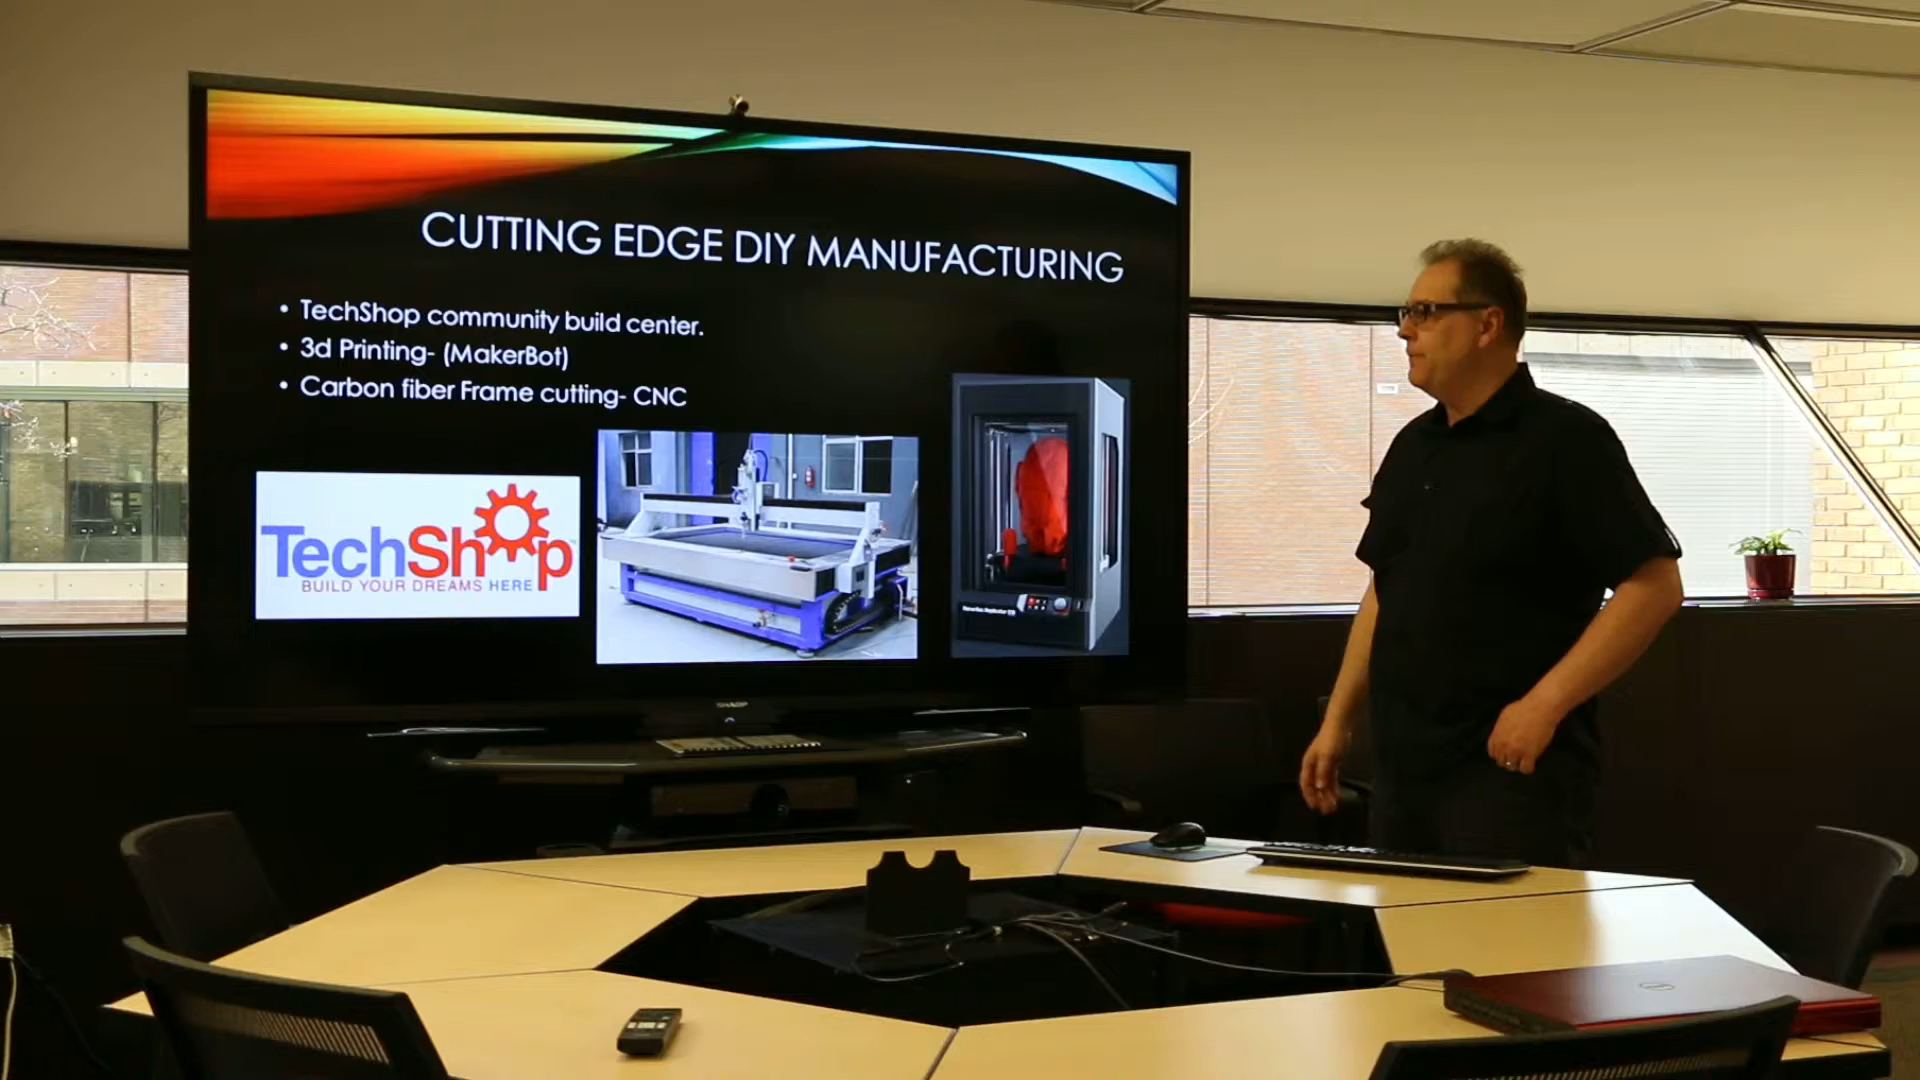 CUTTING EDGE DIY MANUFACTURING
• TechShop community build center.
• 3d Printing- (MakerBot)
• Carbon fiber Frame cutting- CNC
TechShop
BUILD YOUR DREAMS HERE
SHARP